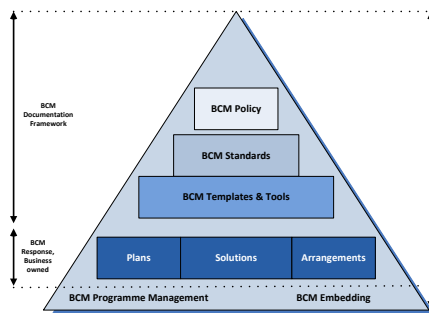 BCM
Documentation
Framework
BCM Policy
BCM Standards
BCM Templates & Tools
BCM
Response,
Business
owned
Plans
Solutions
Arrangements
BCM Programme Management
BCM Embedding